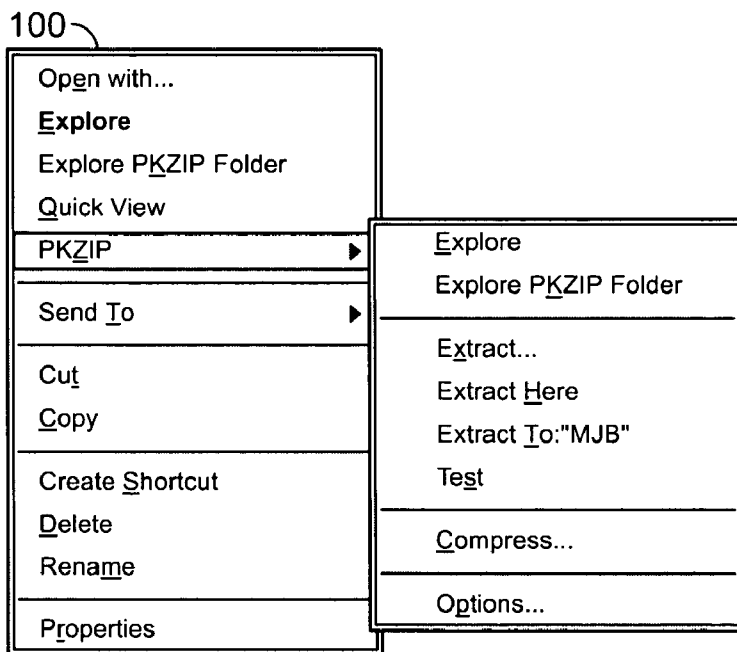 100
Open with...
Explore
Explore PKZIP Folder
Quick View
PKZIP
Send To
Cut
Copy
Create Shortcut
Delete
Rename
Properties
Explore
Explore PKZIP Folder
Extract...
Extract Here
Extract To:"MJB"
Test
Compress...
Options...